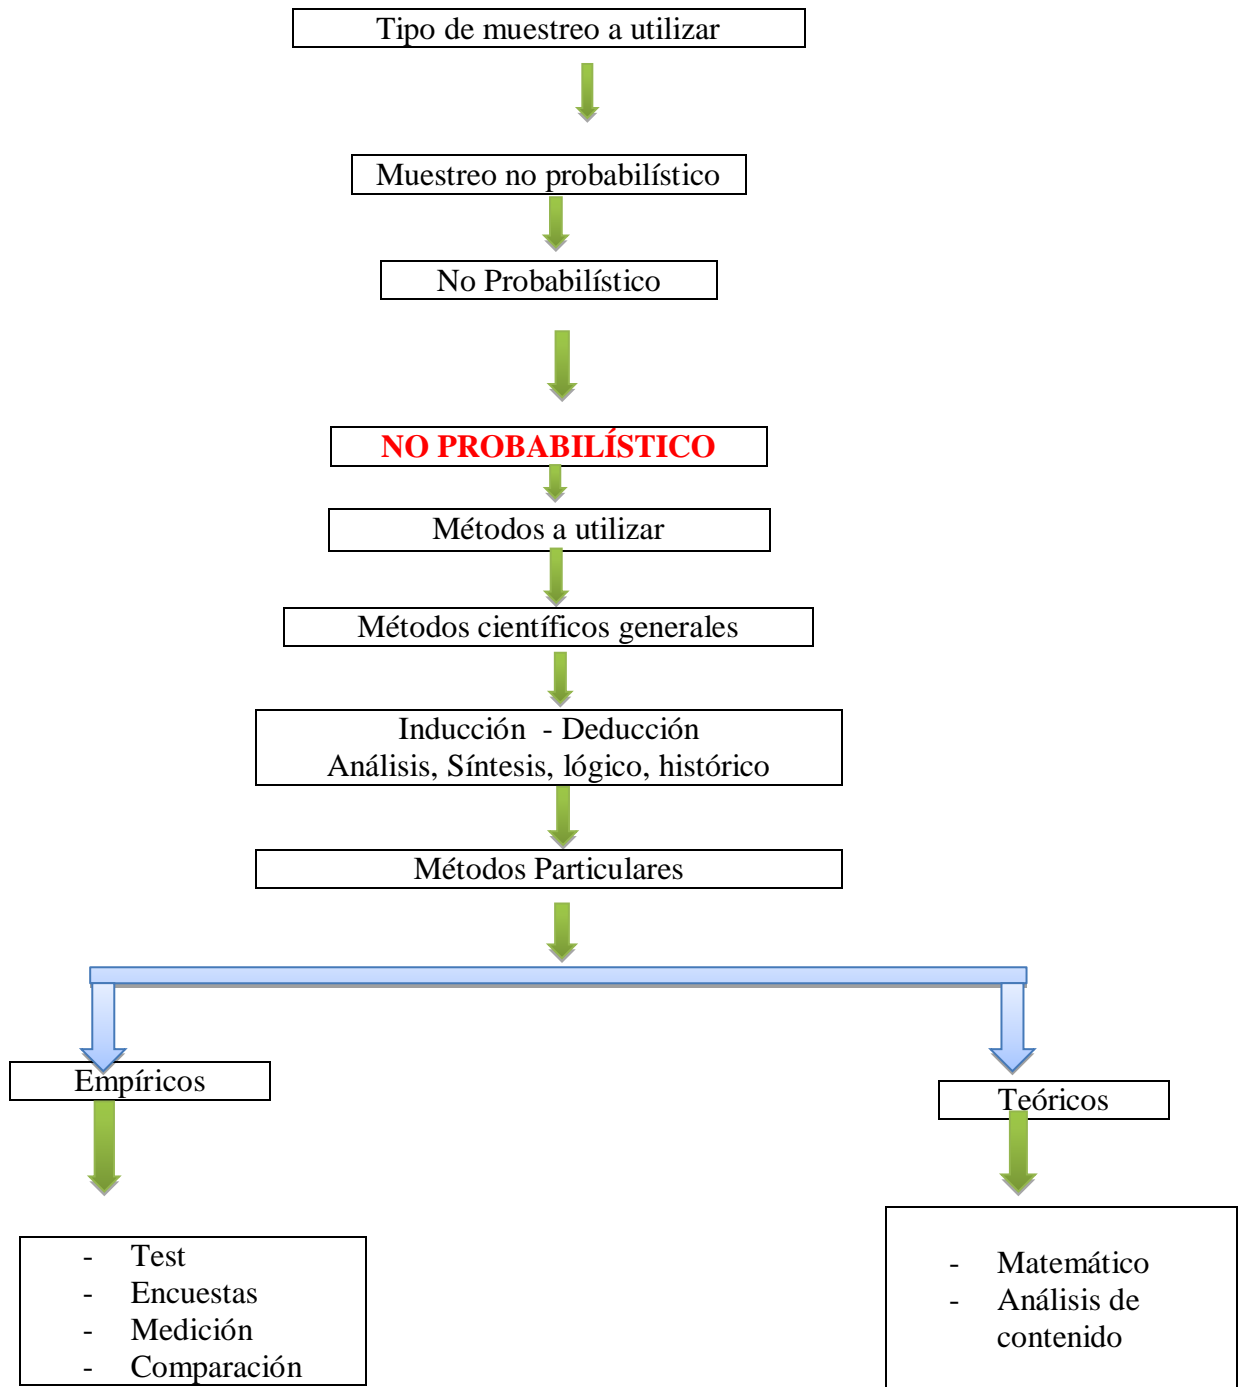 Tipo de muestreo a utilizar
Muestreo no probabilístico
No Probabilístico
NO PROBABILÍSTICO
Métodos a utilizar
Métodos científicos generales
Inducción - Deducción
Análisis, Síntesis, lógico, histórico
Métodos Particulares
Empíricos
Teóricos
- Test
- Encuestas
- Medición
- Comparación
- Matemático
- Análisis de
contenido